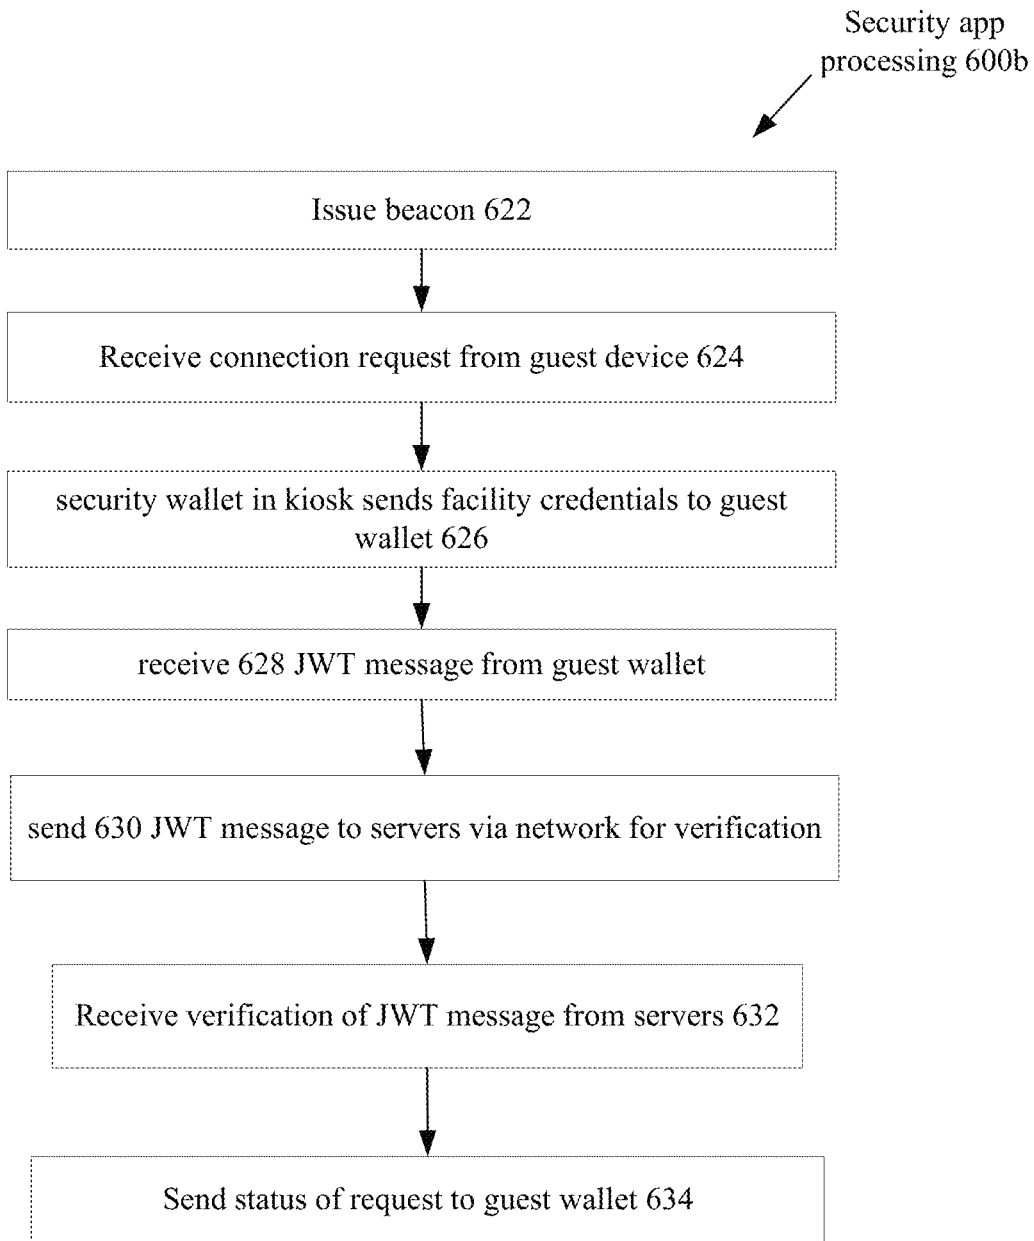 Security app
processing 600b
Issue beacon 622
Receive connection request from guest device 624
security wallet in kiosk sends facility credentials to guest
wallet 626
receive 628 JWT message from guest wallet
send 630 JWT message to servers via network for verification
Receive verification of JWT message from servers 632
Send status of request to guest wallet 634